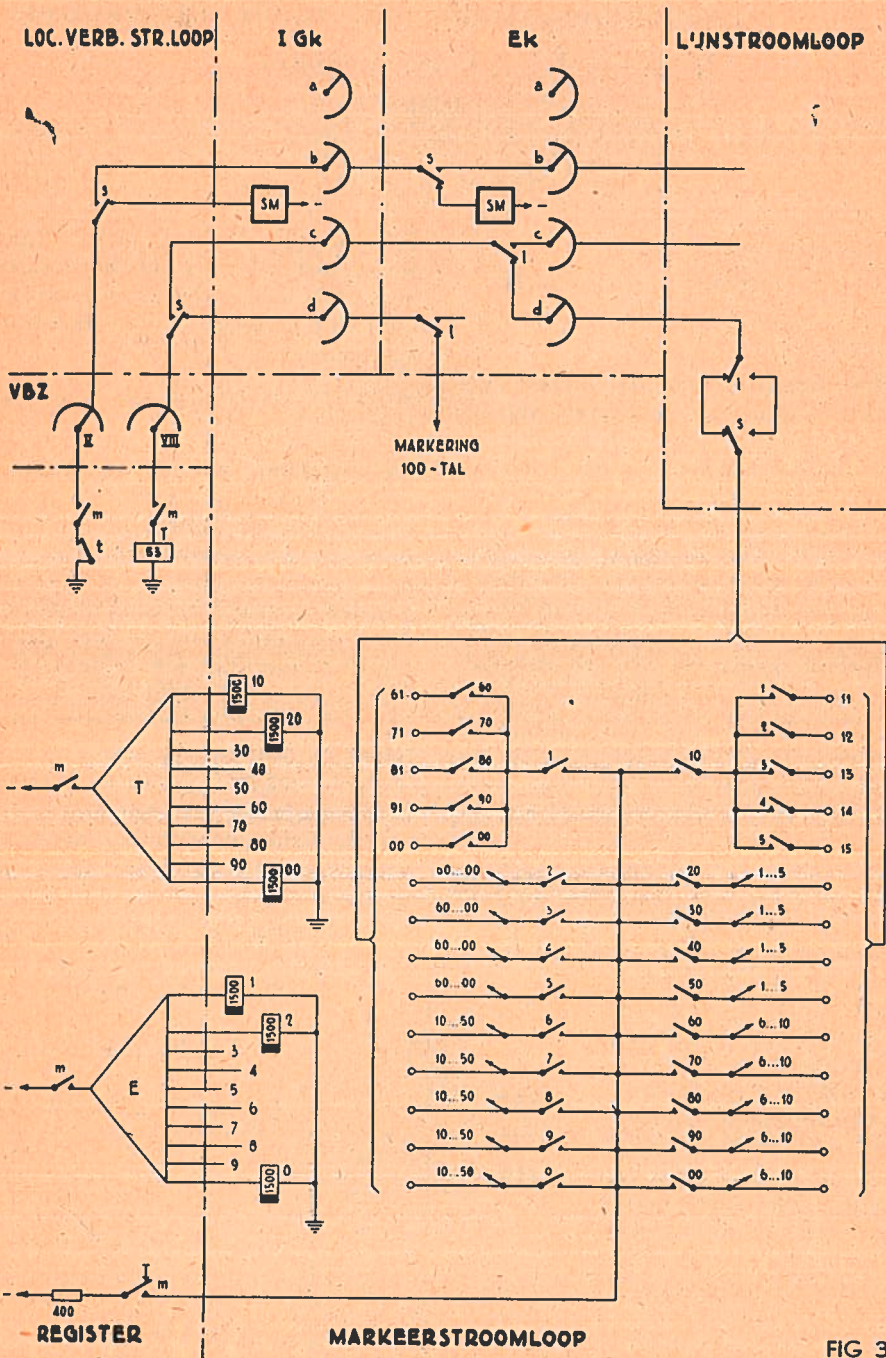 LOC. VERB. STR. LOOP I Gk Ek LIJNSTROOMLOOP
a a
b s b
s SM - SM -
c c
l
s d l d
VBZ
l
s
MARKERING
100 - TAL
VIII
m m
t T
63
1500 10
1500 20
30
m 40
T 50
60
70
80
90
1500 00
61 60 1 11
71 70 2 12
81 80 1 10 3 13
91 90 4 14
00 00 5 15
60...00 2 20 1...5
60...00 3 30 1...5
60...00 4 40 1...5
60...00 5 50 1...5
10...50 6 60 6...10
10...50 7 70 6...10
10...50 8 80 6...10
10...50 9 90 6...10
10...50 0 00 6...10
1500 1
1500 2
3
4
m E 5
6
7
8
9
1500 0
- 400 m
REGISTER MARKEERSTROOMLOOP
FIG 3